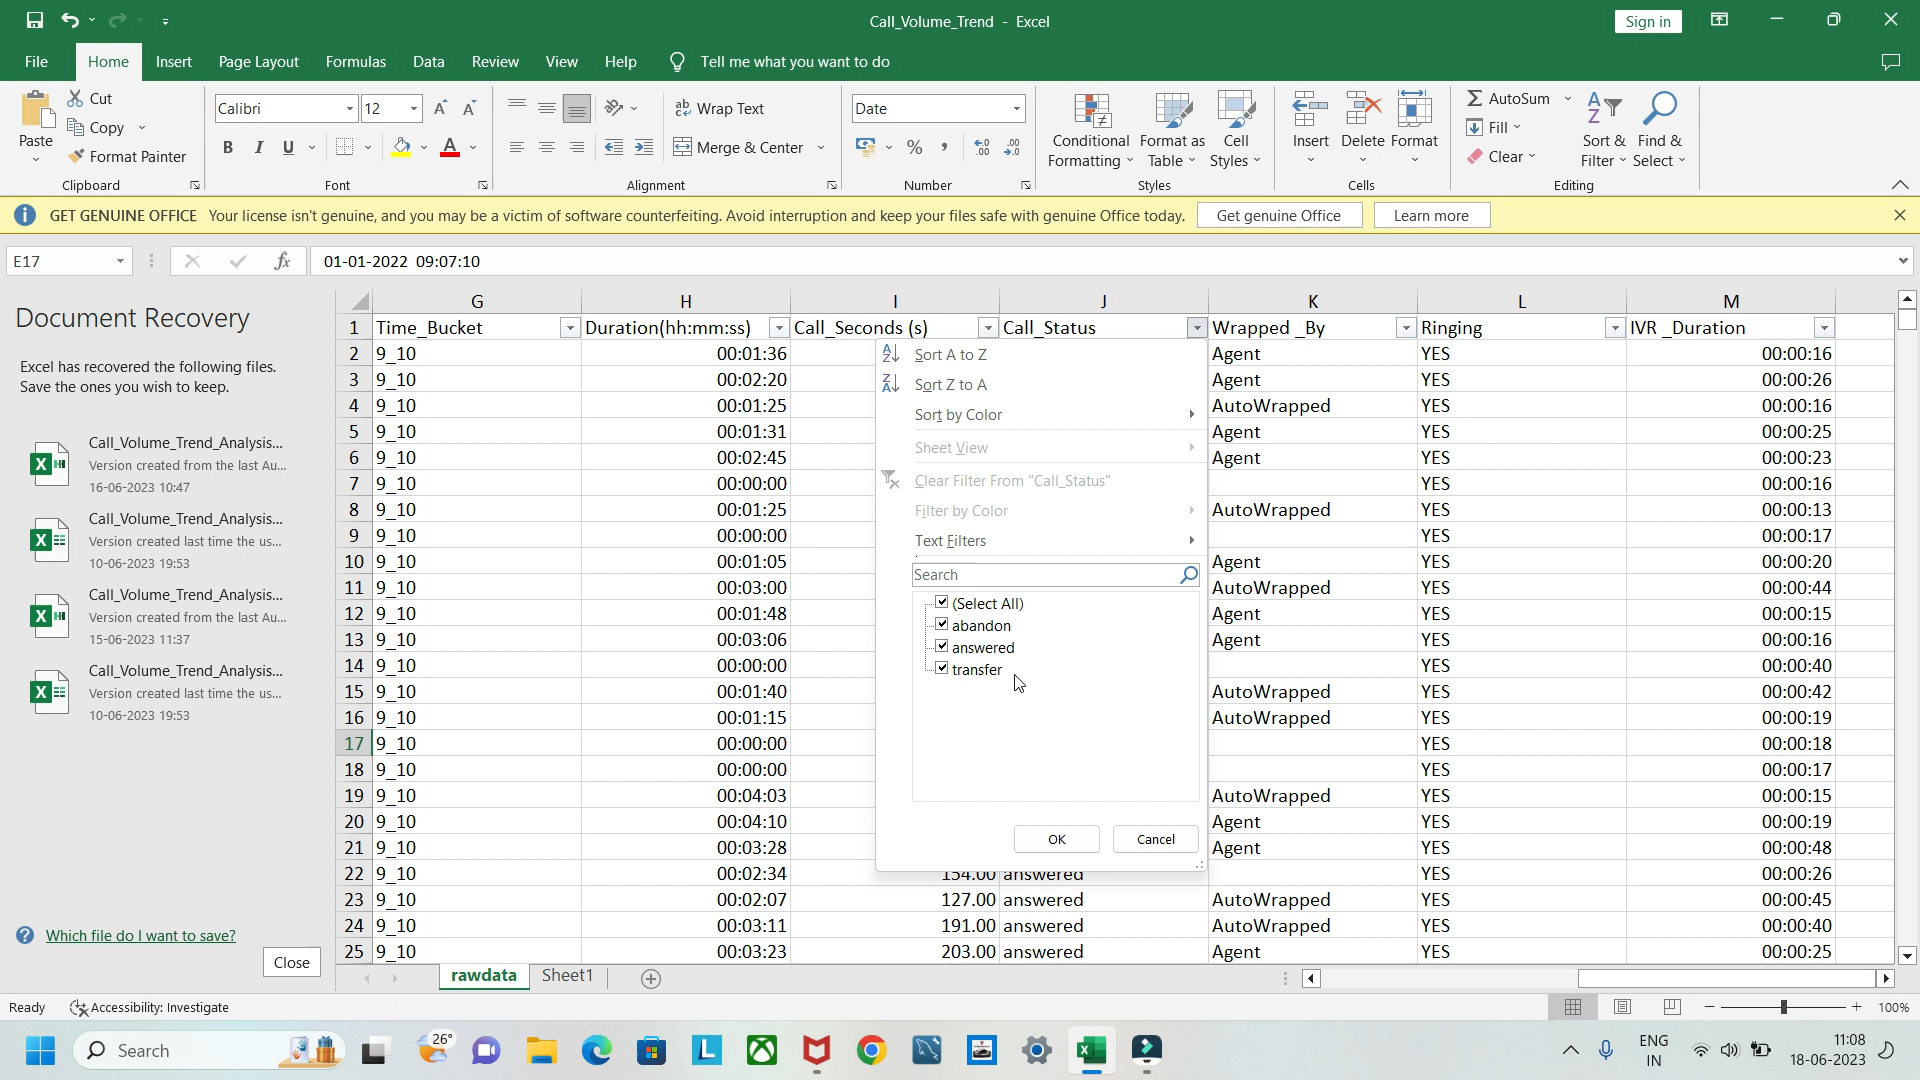 Call_Volume_Trend - Excel
Sign in
File Home Insert Page Layout Formulas Data Review View Help Tell me what you want to do
Paste
Cut
Copy
Format Painter
Clipboard
Calibri 12
B I U A
Font
Wrap Text
Merge & Center
Alignment
Date
%
Number
Conditional Formatting
Format as Table
Cell Styles
Styles
Insert
Delete
Format
Cells
AutoSum
Fill
Clear
Sort & Filter
Find & Select
Editing
GET GENUINE OFFICE Your license isn't genuine, and you may be a victim of software counterfeiting. Avoid interruption and keep your files safe with genuine Office today. Get genuine Office Learn more
E17 fx 01-01-2022 09:07:10
Document Recovery
Excel has recovered the following files.
Save the ones you wish to keep.
Call_Volume_Trend_Analysis...
Version created from the last Au...
16-06-2023 10:47
Call_Volume_Trend_Analysis...
Version created last time the us...
10-06-2023 19:53
Call_Volume_Trend_Analysis...
Version created from the last Au...
15-06-2023 11:37
Call_Volume_Trend_Analysis...
Version created last time the us...
10-06-2023 19:53
Which file do I want to save?
Close
G H I J K L M
1 Time_Bucket Duration(hh:mm:ss) Call_Seconds (s) Call_Status Wrapped _By Ringing IVR _Duration
2 9_10 00:01:36 Agent YES 00:00:16
3 9_10 00:02:20 Agent YES 00:00:26
4 9_10 00:01:25 AutoWrapped YES 00:00:16
5 9_10 00:01:31 Agent YES 00:00:25
6 9_10 00:02:45 Agent YES 00:00:23
7 9_10 00:00:00 YES 00:00:16
8 9_10 00:01:25 AutoWrapped YES 00:00:13
9 9_10 00:00:00 YES 00:00:17
10 9_10 00:01:05 Agent YES 00:00:20
11 9_10 00:03:00 AutoWrapped YES 00:00:44
12 9_10 00:01:48 Agent YES 00:00:15
13 9_10 00:03:06 Agent YES 00:00:16
14 9_10 00:00:00 YES 00:00:40
15 9_10 00:01:40 AutoWrapped YES 00:00:42
16 9_10 00:01:15 AutoWrapped YES 00:00:19
17 9_10 00:00:00 YES 00:00:18
18 9_10 00:00:00 YES 00:00:17
19 9_10 00:04:03 AutoWrapped YES 00:00:15
20 9_10 00:04:10 Agent YES 00:00:19
21 9_10 00:03:28 Agent YES 00:00:48
22 9_10 00:02:34 154.00 answered YES 00:00:26
23 9_10 00:02:07 127.00 answered AutoWrapped YES 00:00:45
24 9_10 00:03:11 191.00 answered AutoWrapped YES 00:00:40
25 9_10 00:03:23 203.00 answered Agent YES 00:00:25
Sort A to Z
Sort Z to A
Sort by Color
Sheet View
Clear Filter From "Call_Status"
Filter by Color
Text Filters
Search
(Select All)
abandon
answered
transfer
OK Cancel
rawdata Sheet1
Ready Accessibility: Investigate 100%
Search 26° ENG IN 11:08 18-06-2023